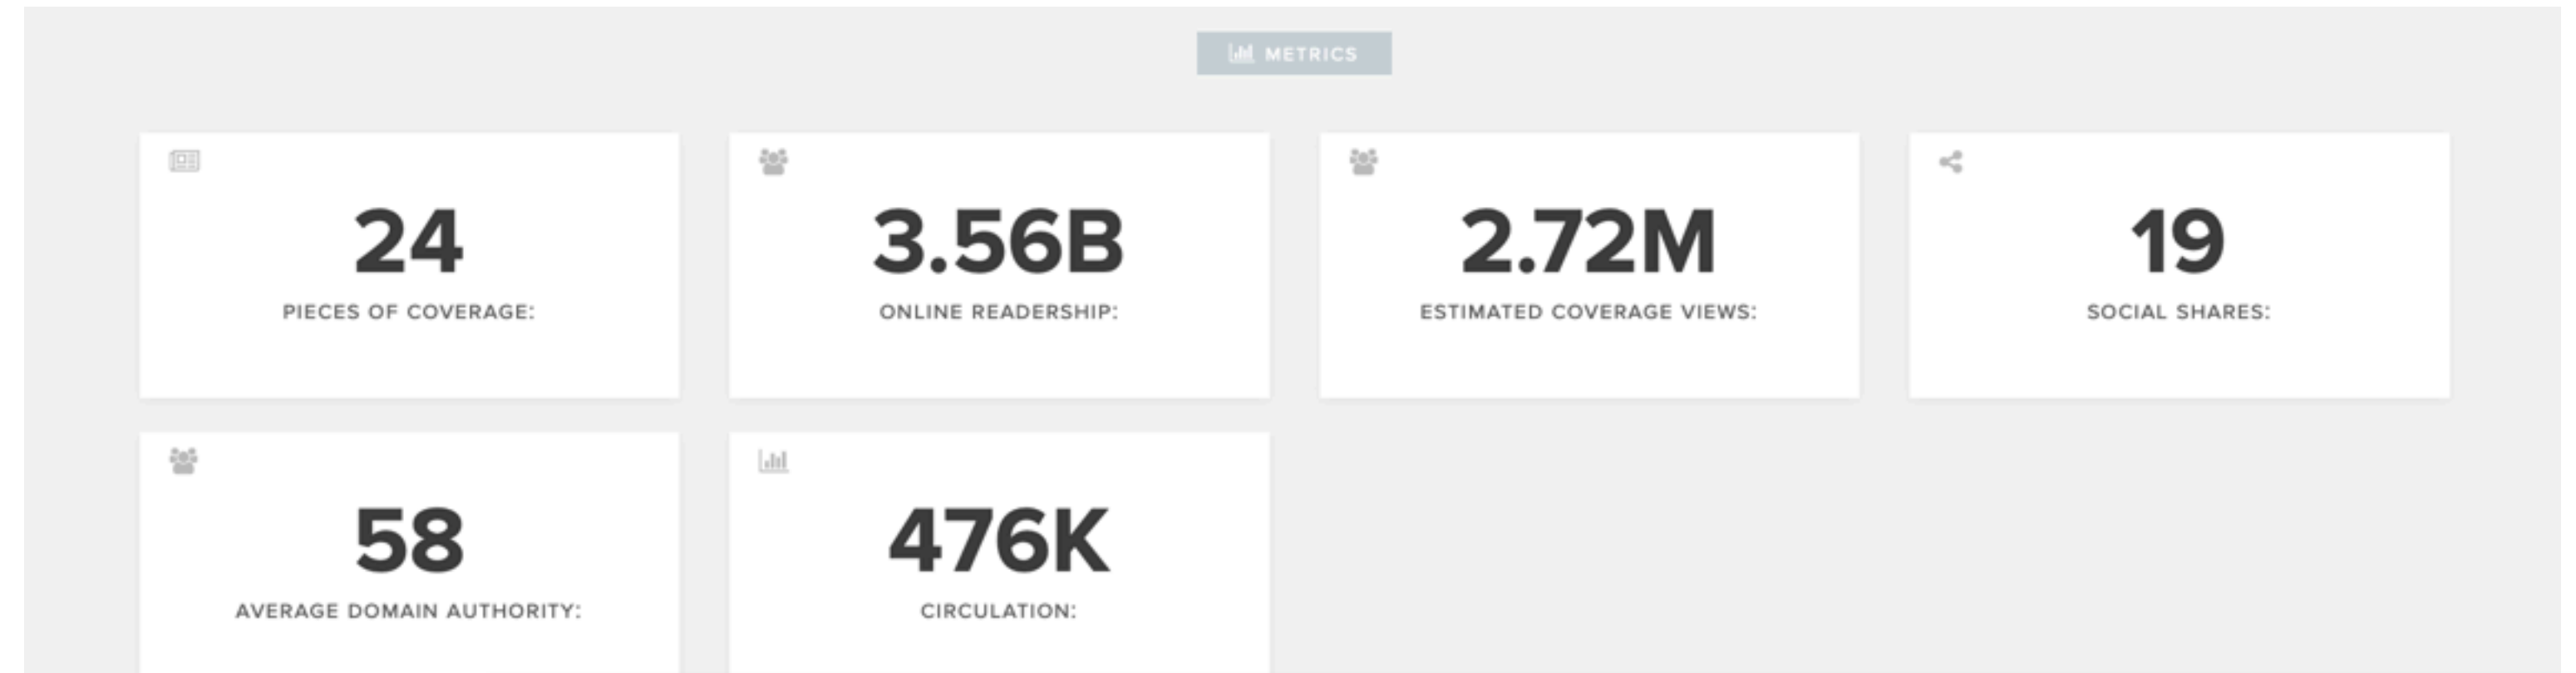 METRICS
24
PIECES OF COVERAGE:
3.56B
ONLINE READERSHIP:
2.72M
ESTIMATED COVERAGE VIEWS:
19
SOCIAL SHARES:
58
AVERAGE DOMAIN AUTHORITY:
476K
CIRCULATION: